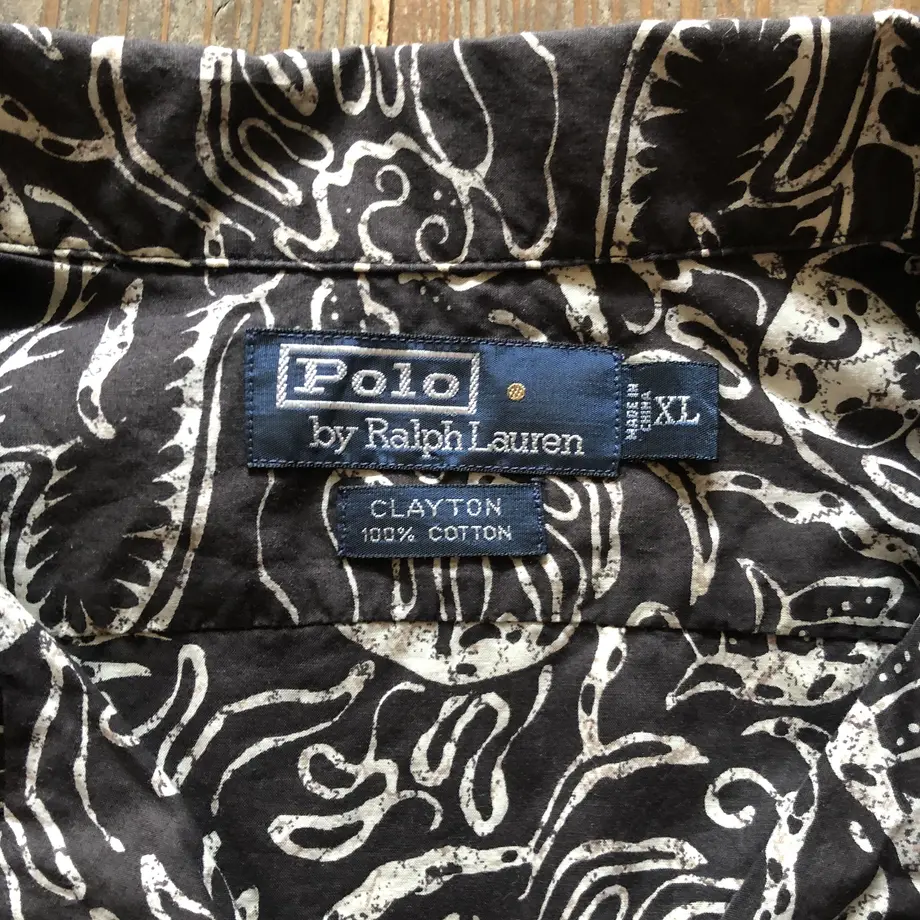 Polo
by Ralph Lauren
MADE IN
CHINA
XL
CLAYTON
100% COTTON